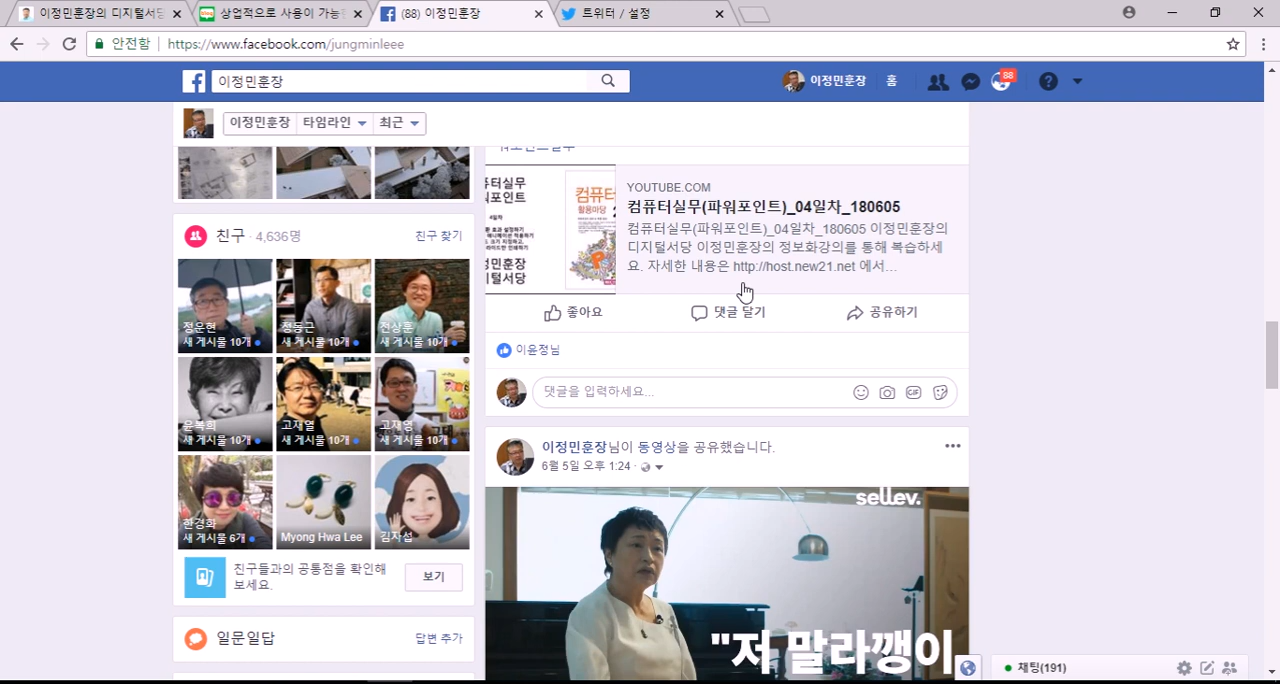 이정민훈장의 디지털서당
상업적으로 사용이 가능한
(88) 이정민훈장
트위터 / 설정
안전함
https://www.facebook.com/jungminleee
이정민훈장
이정민훈장
홈
88
이정민훈장
타임라인
최근
친구 · 4,636명
친구 찾기
정운현
새 게시물 10개
정동근
새 게시물 10개
전상훈
새 게시물 10개
윤복희
새 게시물 10개
고재열
새 게시물 10개
고재영
새 게시물 10개
한경화
새 게시물 6개
Myong Hwa Lee
김자섭
친구들과의 공통점을 확인해
보세요.
보기
일문일답
답변 추가
컴퓨터
활용마당
YOUTUBE.COM
컴퓨터실무(파워포인트)_04일차_180605
컴퓨터실무(파워포인트)_04일차_180605 이정민훈장의
디지털서당 이정민훈장의 정보화강의를 통해 복습하세
요. 자세한 내용은 http://host.new21.net 에서...
좋아요
댓글 달기
공유하기
이윤정님
댓글을 입력하세요...
GIF
이정민훈장님이 동영상을 공유했습니다.
6월 5일 오후 1:24 ·
sellev.
"저 말라깽이
채팅(191)